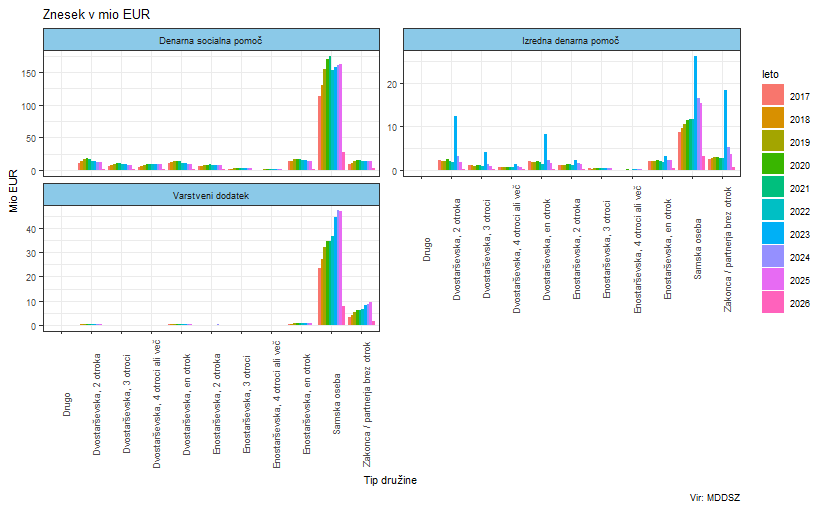 Znesek v mio EUR
Denarna socialna pomoč
Izredna denarna pomoč
150
100
50
0
20
10
0
Varstveni dodatek
40
30
20
10
0
Mio EUR
Drugo
Dvostarševska, 2 otroka
Dvostarševska, 3 otroci
Dvostarševska, 4 otroci ali več
Dvostarševska, en otrok
Enostarševska, 2 otroka
Enostarševska, 3 otroci
Enostarševska, 4 otroci ali več
Enostarševska, en otrok
Samska oseba
Zakonca / partnerja brez otrok
Drugo
Dvostarševska, 2 otroka
Dvostarševska, 3 otroci
Dvostarševska, 4 otroci ali več
Dvostarševska, en otrok
Enostarševska, 2 otroka
Enostarševska, 3 otroci
Enostarševska, 4 otroci ali več
Enostarševska, en otrok
Samska oseba
Zakonca / partnerja brez otrok
Tip družine
leto
2017
2018
2019
2020
2021
2022
2023
2024
2025
2026
Vir: MDDSZ